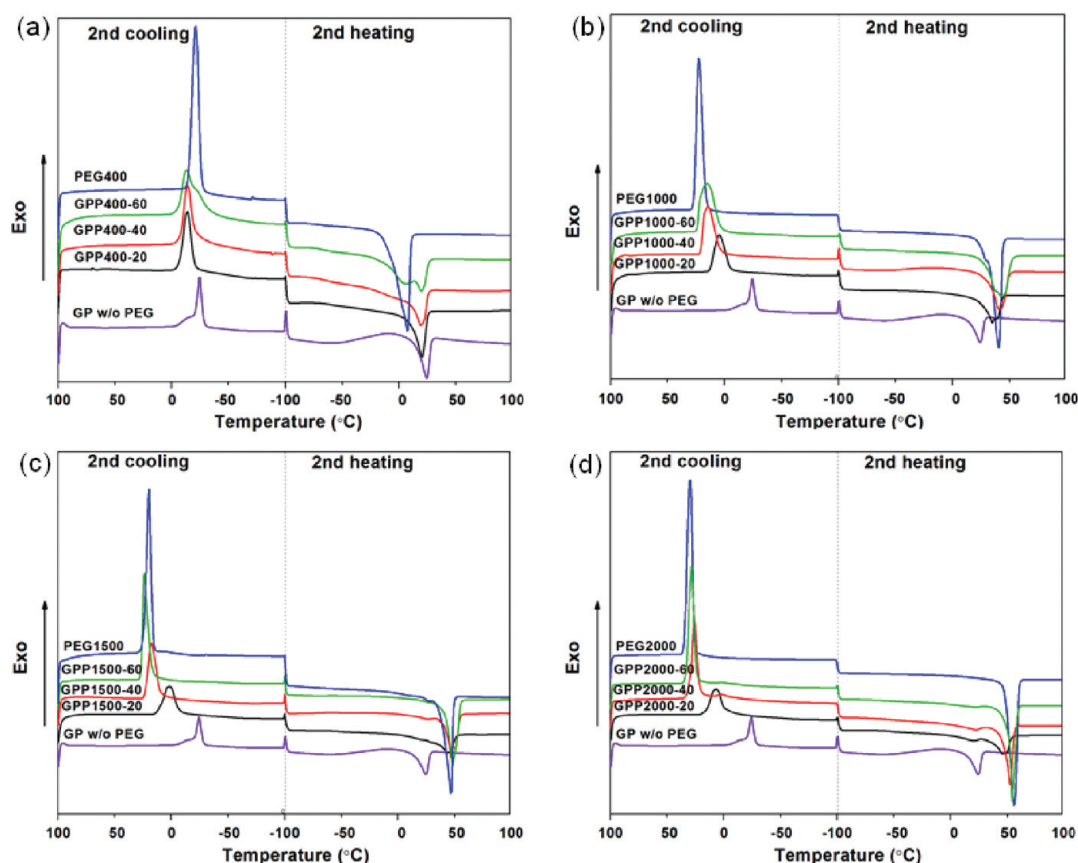 (a)
2nd cooling 2nd heating
Exo
PEG400
GPP400-60
GPP400-40
GPP400-20
GP w/o PEG
100 50 0 -50 -100 -50 0 50 100
Temperature (°C)
(b)
2nd cooling 2nd heating
Exo
PEG1000
GPP1000-60
GPP1000-40
GPP1000-20
GP w/o PEG
100 50 0 -50 -100 -50 0 50 100
Temperature (°C)
(c)
2nd cooling 2nd heating
Exo
PEG1500
GPP1500-60
GPP1500-40
GPP1500-20
GP w/o PEG
100 50 0 -50 -100 -50 0 50 100
Temperature (°C)
(d)
2nd cooling 2nd heating
Exo
PEG2000
GPP2000-60
GPP2000-40
GPP2000-20
GP w/o PEG
100 50 0 -50 -100 -50 0 50 100
Temperature (°C)